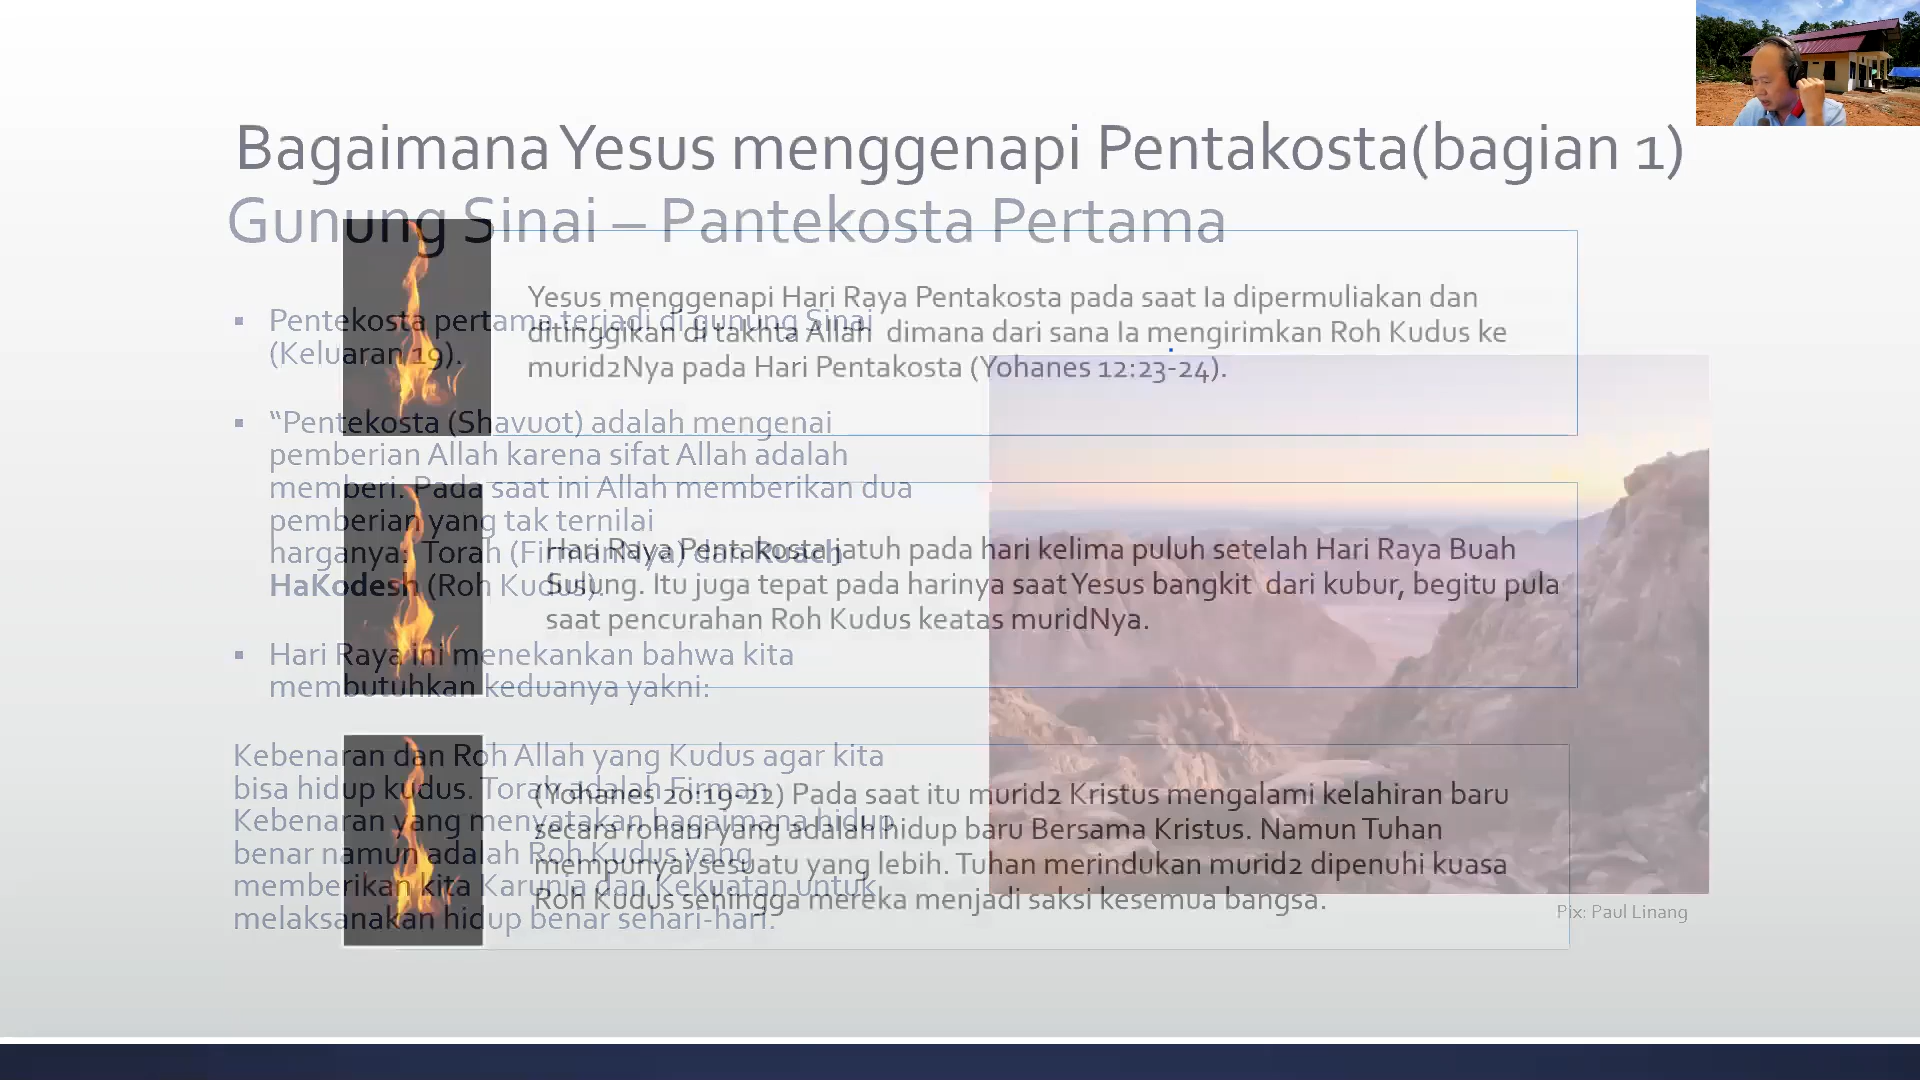 Bagaimana Yesus menggenapi Pentakosta(bagian 1)
Gunung Sinai – Pantekosta Pertama
Yesus menggenapi Hari Raya Pentakosta pada saat Ia dipermuliakan dan
ditinggikan di takhta Allah dimana dari sana Ia mengirimkan Roh Kudus ke
murid2Nya pada Hari Pentakosta (Yohanes 12:23-24).
Hari Raya Pentakosta jatuh pada hari kelima puluh setelah Hari Raya Buah
Sulung. Itu juga tepat pada harinya saat Yesus bangkit dari kubur, begitu pula
saat pencurahan Roh Kudus keatas muridNya.
(Yohanes 20:19-22) Pada saat itu murid2 Kristus mengalami kelahiran baru
secara rohani yang adalah hidup baru Bersama Kristus. Namun Tuhan
mempunyai sesuatu yang lebih. Tuhan merindukan murid2 dipenuhi kuasa
Roh Kudus sehingga mereka menjadi saksi kesemua bangsa.
▪ Pentekosta pertama terjadi di gunung Sinai
(Keluaran 19).
▪ “Pentekosta (Shavuot) adalah mengenai
pemberian Allah karena sifat Allah adalah
memberi. Pada saat ini Allah memberikan dua
pemberian yang tak ternilai
harganya: Torah (FirmanNya) dan Ruach
HaKodesh (Roh Kudus).
▪ Hari Raya ini menekankan bahwa kita
membutuhkan keduanya yakni:
Kebenaran dan Roh Allah yang Kudus agar kita
bisa hidup kudus. Torah adalah Firman
Kebenaran yang menyatakan bagaimana hidup
benar namun adalah Roh Kudus yang
memberikan kita Karunia dan Kekuatan untuk
melaksanakan hidup benar sehari-hari.
Pix: Paul Linang